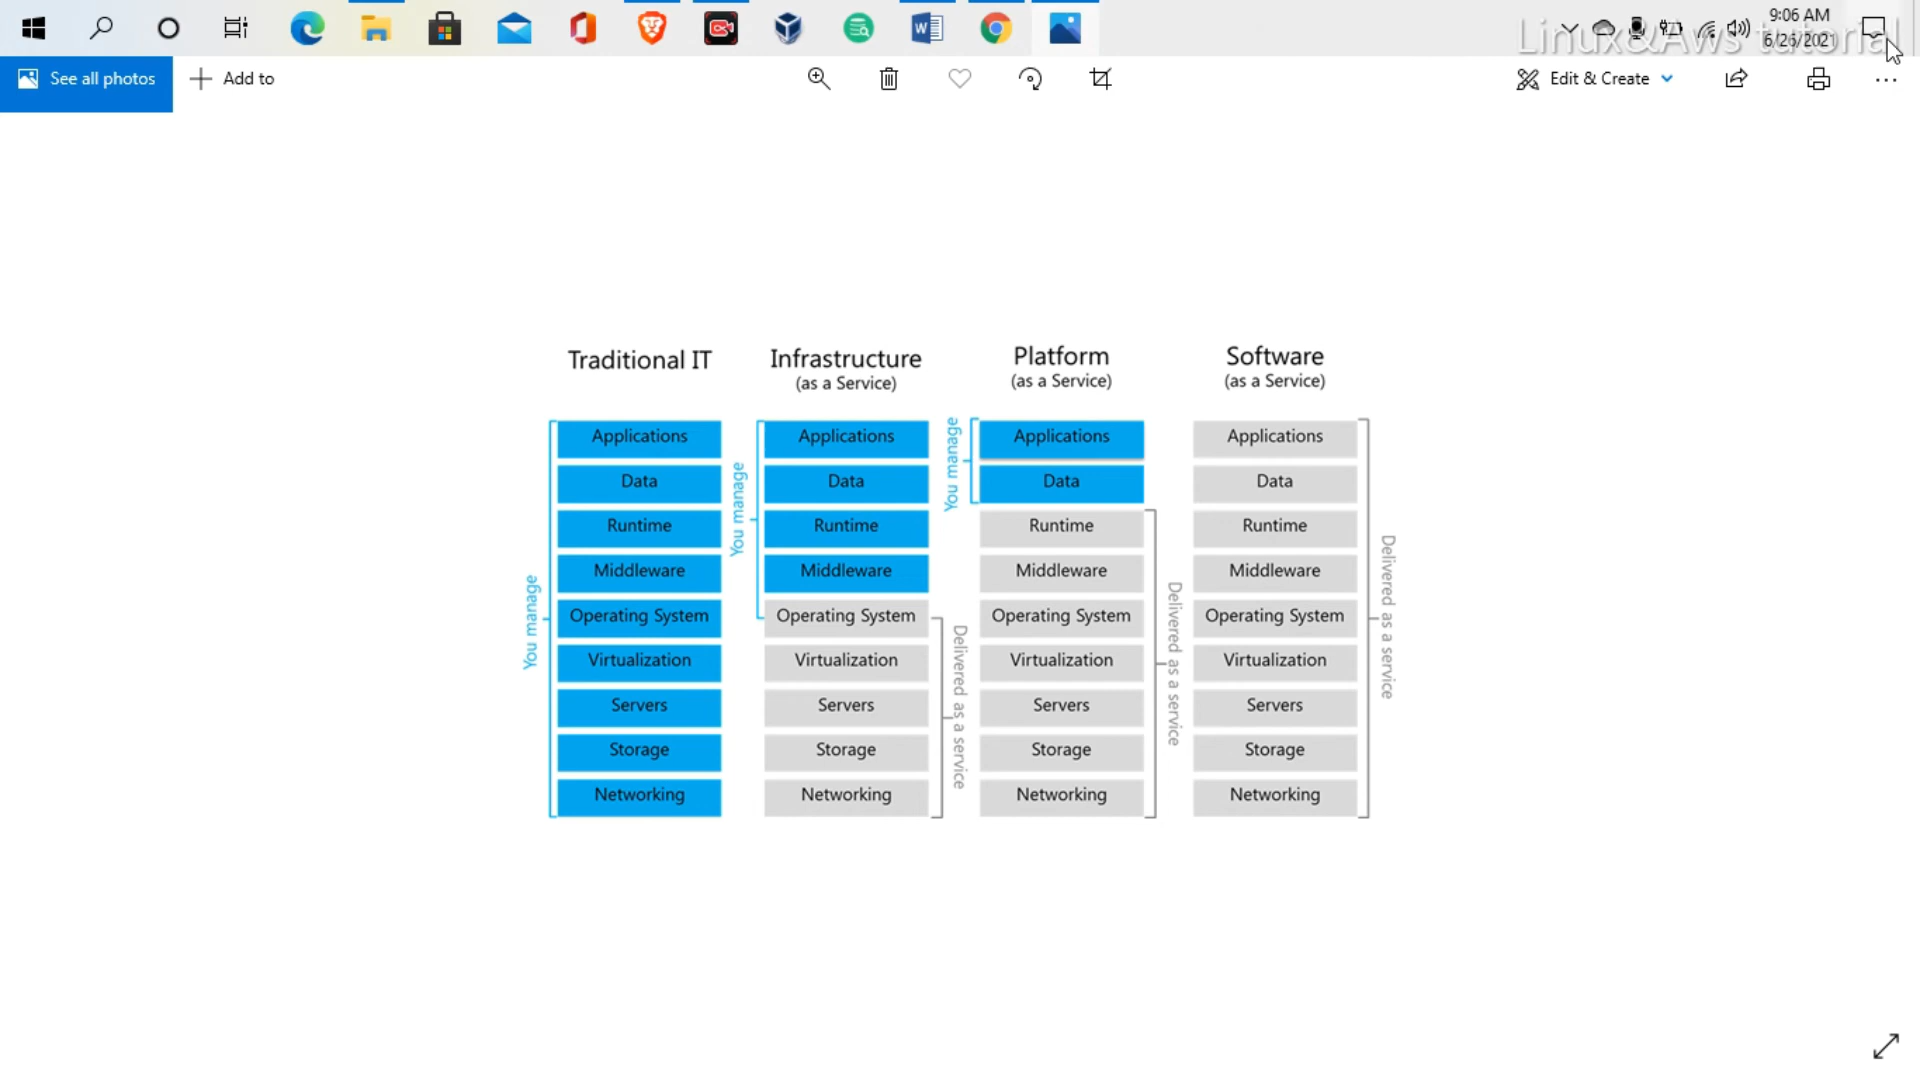 9:06 AM
6/26/2021
Linux&Aws tutorial
See all photos
Add to
Edit & Create
Traditional IT
Infrastructure
(as a Service)
Platform
(as a Service)
Software
(as a Service)
You manage
Applications
Data
Runtime
Middleware
Operating System
Virtualization
Servers
Storage
Networking
You manage
Applications
Data
Runtime
Middleware
Operating System
Virtualization
Servers
Storage
Networking
Delivered as a service
You manage
Applications
Data
Runtime
Middleware
Operating System
Virtualization
Servers
Storage
Networking
Delivered as a service
Applications
Data
Runtime
Middleware
Operating System
Virtualization
Servers
Storage
Networking
Delivered as a service